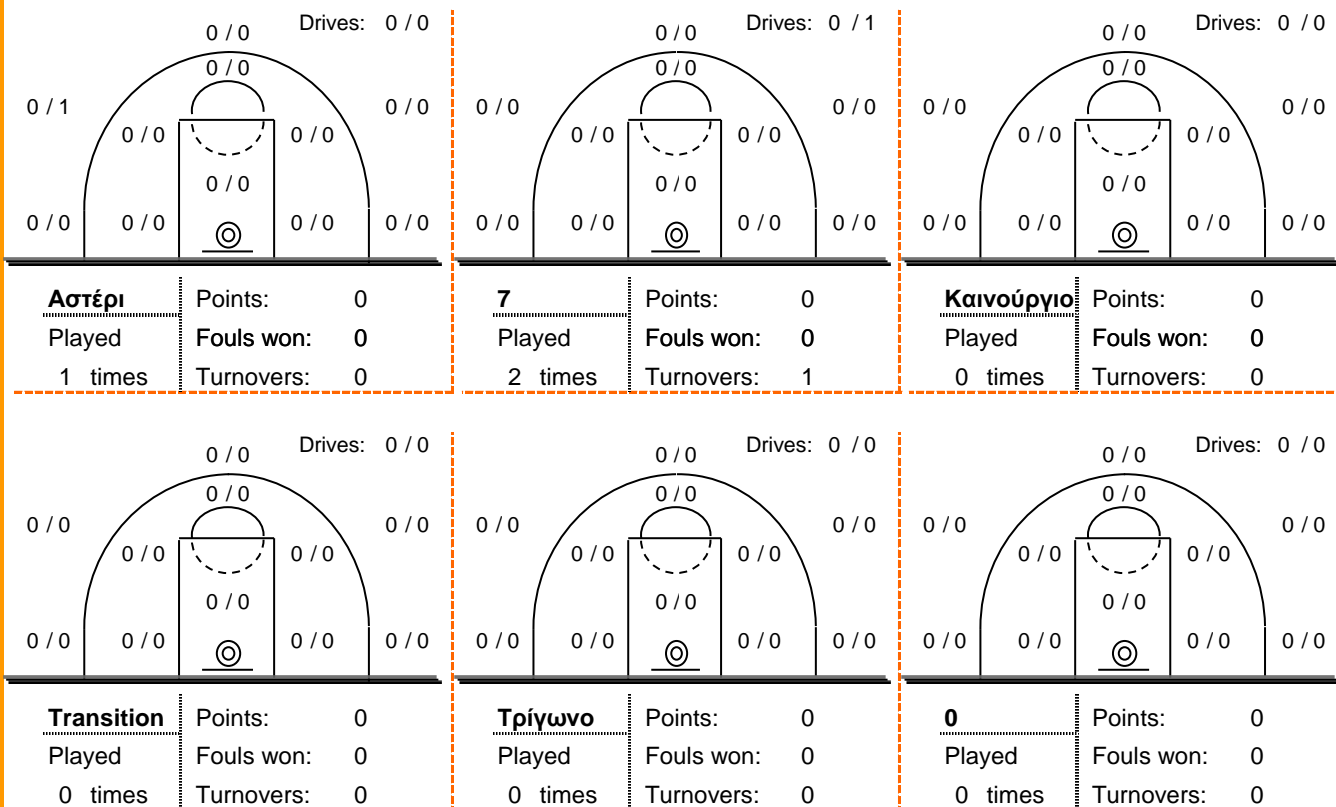 Drives: 0 / 0
0 / 0
0 / 0
0 / 1
0 / 0
0 / 0
0 / 0
0 / 0
0 / 0
0 / 0
0 / 0
0 / 0
Αστέρι
Played
1 times
Points: 0
Fouls won: 0
Turnovers: 0
Drives: 0 / 1
0 / 0
0 / 0
0 / 0
0 / 0
0 / 0
0 / 0
0 / 0
0 / 0
0 / 0
0 / 0
0 / 0
7
Played
2 times
Points: 0
Fouls won: 0
Turnovers: 1
Drives: 0 / 0
0 / 0
0 / 0
0 / 0
0 / 0
0 / 0
0 / 0
0 / 0
0 / 0
0 / 0
0 / 0
0 / 0
Καινούργιο
Played
0 times
Points: 0
Fouls won: 0
Turnovers: 0
Drives: 0 / 0
0 / 0
0 / 0
0 / 0
0 / 0
0 / 0
0 / 0
0 / 0
0 / 0
0 / 0
0 / 0
0 / 0
Transition
Played
0 times
Points: 0
Fouls won: 0
Turnovers: 0
Drives: 0 / 0
0 / 0
0 / 0
0 / 0
0 / 0
0 / 0
0 / 0
0 / 0
0 / 0
0 / 0
0 / 0
0 / 0
Τρίγωνο
Played
0 times
Points: 0
Fouls won: 0
Turnovers: 0
Drives: 0 / 0
0 / 0
0 / 0
0 / 0
0 / 0
0 / 0
0 / 0
0 / 0
0 / 0
0 / 0
0 / 0
0 / 0
0
Played
0 times
Points: 0
Fouls won: 0
Turnovers: 0